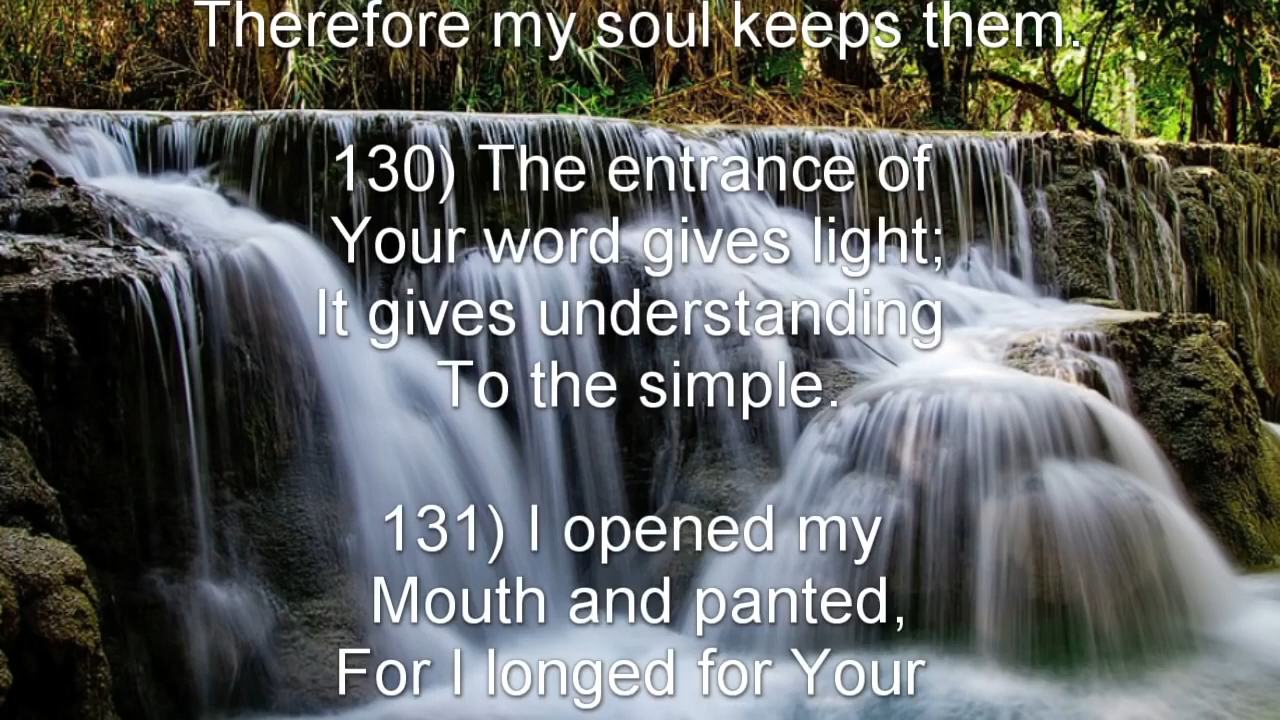 Therefore my soul keeps them.
130) The entrance of
Your word gives light;
It gives understanding
To the simple.
131) I opened my
Mouth and panted,
For I longed for Your